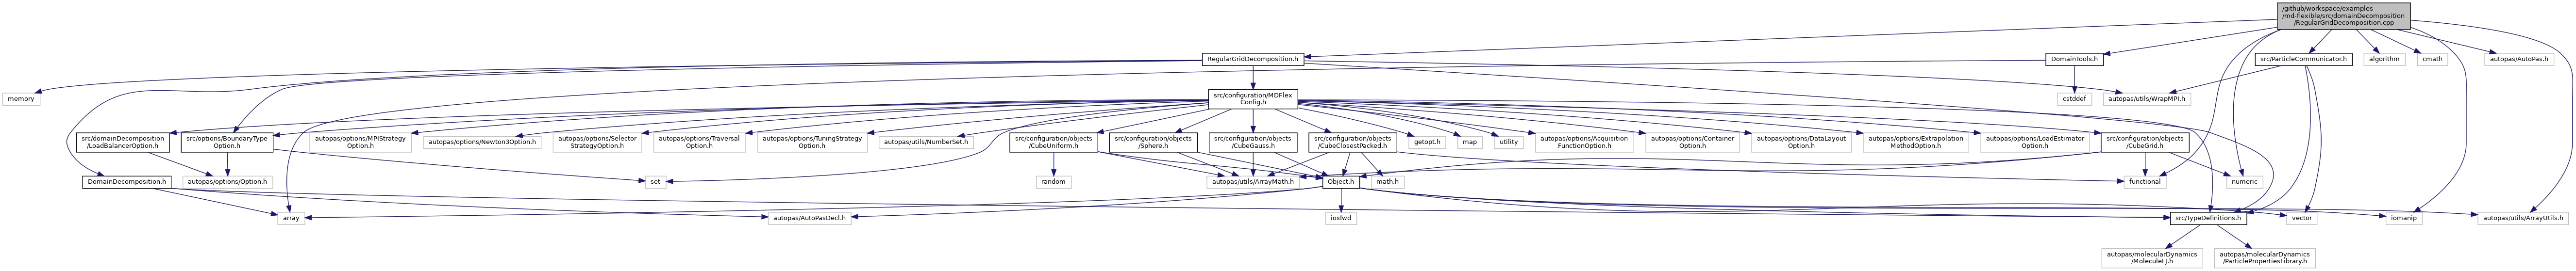 /github/workspace/examples
/md-flexible/src/domainDecomposition
/RegularGridDecomposition.cpp
RegularGridDecomposition.h
DomainTools.h
src/ParticleCommunicator.h
algorithm
cmath
autopas/AutoPas.h
memory
src/configuration/MDFlex
Config.h
cstddef
autopas/utils/WrapMPI.h
src/domainDecomposition
/LoadBalancerOption.h
src/options/BoundaryType
Option.h
autopas/options/MPIStrategy
Option.h
autopas/options/Newton3Option.h
autopas/options/Selector
StrategyOption.h
autopas/options/Traversal
Option.h
autopas/options/TuningStrategy
Option.h
autopas/utils/NumberSet.h
src/configuration/objects
/CubeUniform.h
src/configuration/objects
/Sphere.h
src/configuration/objects
/CubeGauss.h
src/configuration/objects
/CubeClosestPacked.h
getopt.h
map
utility
autopas/options/Acquisition
FunctionOption.h
autopas/options/Container
Option.h
autopas/options/DataLayout
Option.h
autopas/options/Extrapolation
MethodOption.h
autopas/options/LoadEstimator
Option.h
src/configuration/objects
/CubeGrid.h
DomainDecomposition.h
autopas/options/Option.h
set
random
autopas/utils/ArrayMath.h
Object.h
math.h
functional
numeric
array
autopas/AutoPasDecl.h
iosfwd
src/TypeDefinitions.h
vector
iomanip
autopas/utils/ArrayUtils.h
autopas/molecularDynamics
/MoleculeLJ.h
autopas/molecularDynamics
/ParticlePropertiesLibrary.h